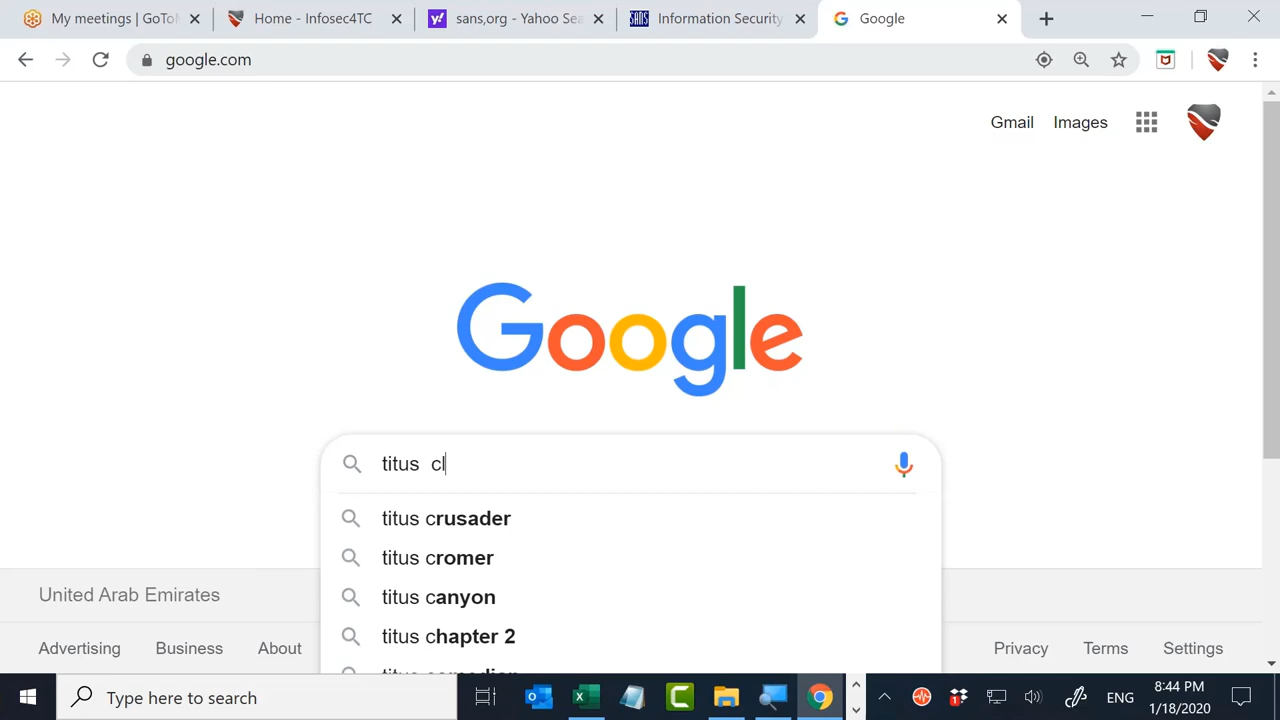 My meetings | GoToM
Home - Infosec4TC
sans,org - Yahoo Sea
Information Security
Google
google.com
Gmail
Images
Google
titus  cl
titus crusader
titus cromer
titus canyon
titus chapter 2
United Arab Emirates
Advertising
Business
About
Privacy
Terms
Settings
Type here to search
ENG
8:44 PM
1/18/2020